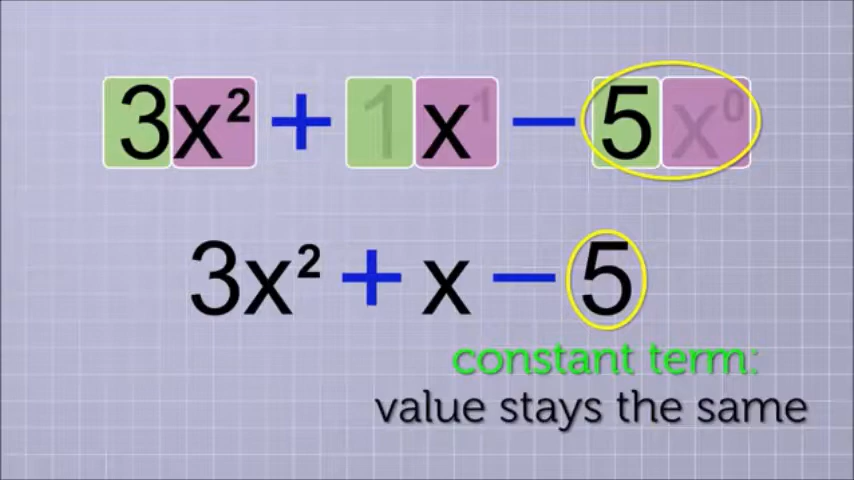 3x² + 1x¹ − 5x⁰
3x² + x − 5
constant term:
value stays the same